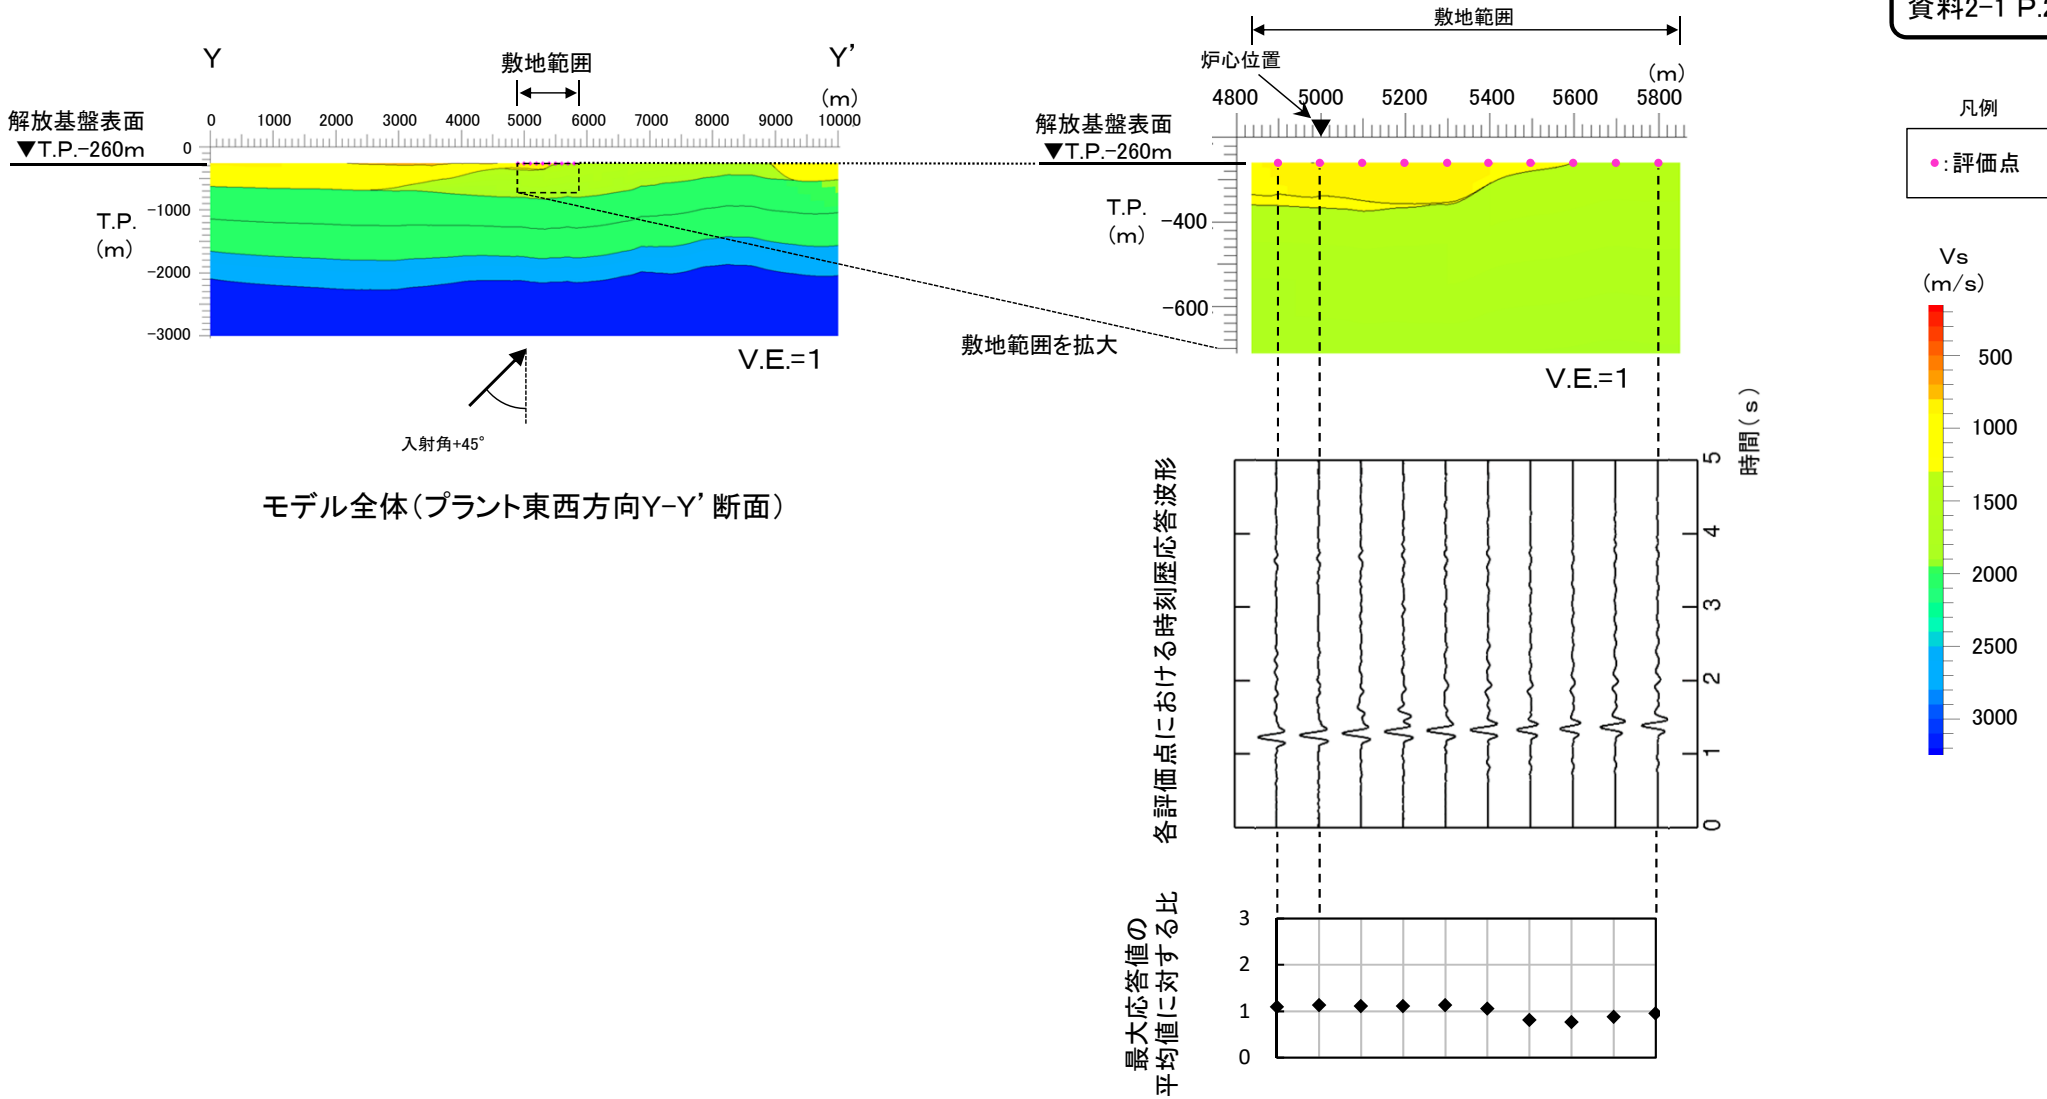 資料2-1 P.2
Y
Y'
敷地範囲
(m)
解放基盤表面
▼T.P.-260m
0 1000 2000 3000 4000 5000 6000 7000 8000 9000 10000
0
-1000
-2000
-3000
T.P.
(m)
V.E.=1
入射角+45°
モデル全体(プラント東西方向Y-Y' 断面)
敷地範囲
炉心位置
(m)
4800 5000 5200 5400 5600 5800
解放基盤表面
▼T.P.-260m
T.P.
(m)
-400
-600
敷地範囲を拡大
V.E.=1
各評価点における時刻歴応答波形
時間(s)
5
4
3
2
1
0
最大応答値の
平均値に対する比
3
2
1
0
凡例
●:評価点
Vs
(m/s)
500
1000
1500
2000
2500
3000